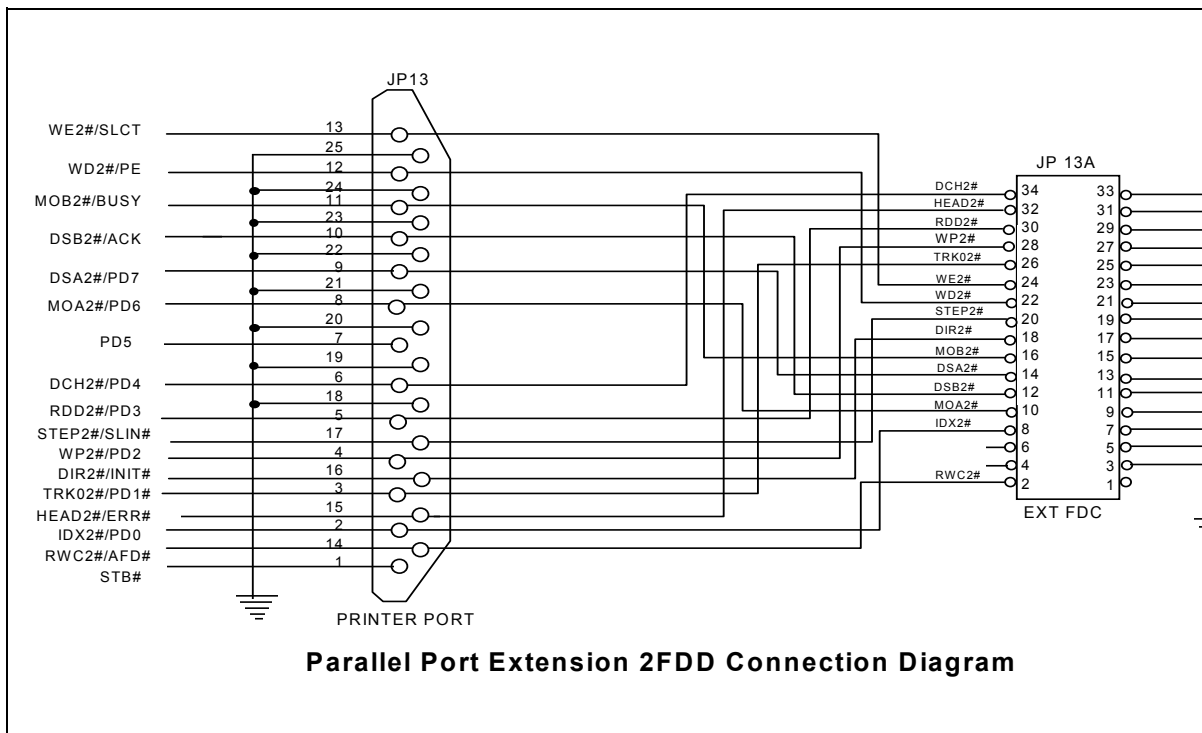 JP13
WE2#/SLCT
13
25
WD2#/PE
12
24
MOB2#/BUSY
11
23
DSB2#/ACK
10
22
DSA2#/PD7
9
21
MOA2#/PD6
8
20
PD5
7
19
DCH2#/PD4
6
18
RDD2#/PD3
5
STEP2#/SLIN#
17
WP2#/PD2
4
DIR2#/INIT#
16
TRK02#/PD1#
3
HEAD2#/ERR#
15
IDX2#/PD0
2
RWC2#/AFD#
14
STB#
1
PRINTER PORT
JP 13A
DCH2# 34 33
HEAD2# 32 31
RDD2# 30 29
WP2# 28 27
TRK02# 26 25
WE2# 24 23
WD2# 22 21
STEP2# 20 19
DIR2# 18 17
MOB2# 16 15
DSA2# 14 13
DSB2# 12 11
MOA2# 10 9
IDX2# 8 7
6 5
4 3
RWC2# 2 1
EXT FDC
Parallel Port Extension 2FDD Connection Diagram